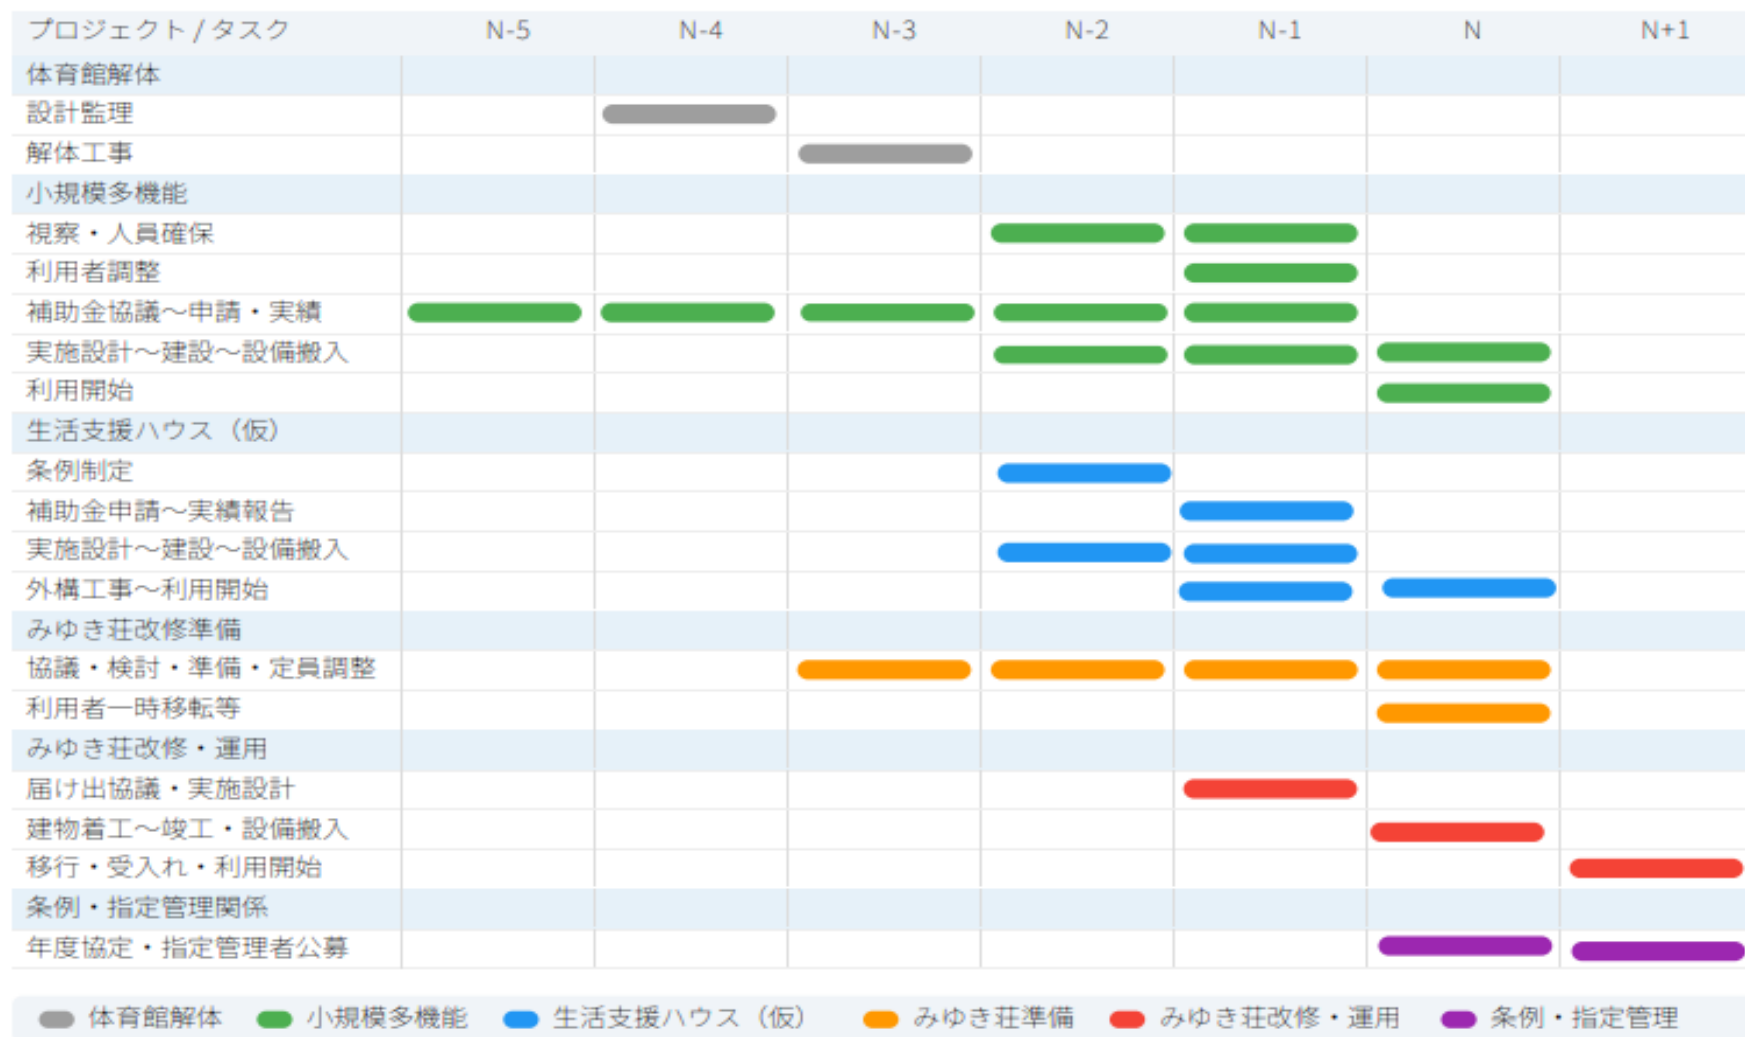 プロジェクト / タスク N-5 N-4 N-3 N-2 N-1 N N+1
体育館解体
設計監理
解体工事
小規模多機能
視察・人員確保
利用者調整
補助金協議～申請・実績
実施設計～建設～設備搬入
利用開始
生活支援ハウス（仮）
条例制定
補助金申請～実績報告
実施設計～建設～設備搬入
外構工事～利用開始
みゆき荘改修準備
協議・検討・準備・定員調整
利用者一時移転等
みゆき荘改修・運用
届け出協議・実施設計
建物着工～竣工・設備搬入
移行・受入れ・利用開始
条例・指定管理関係
年度協定・指定管理者公募
体育館解体 小規模多機能 生活支援ハウス（仮） みゆき荘準備 みゆき荘改修・運用 条例・指定管理